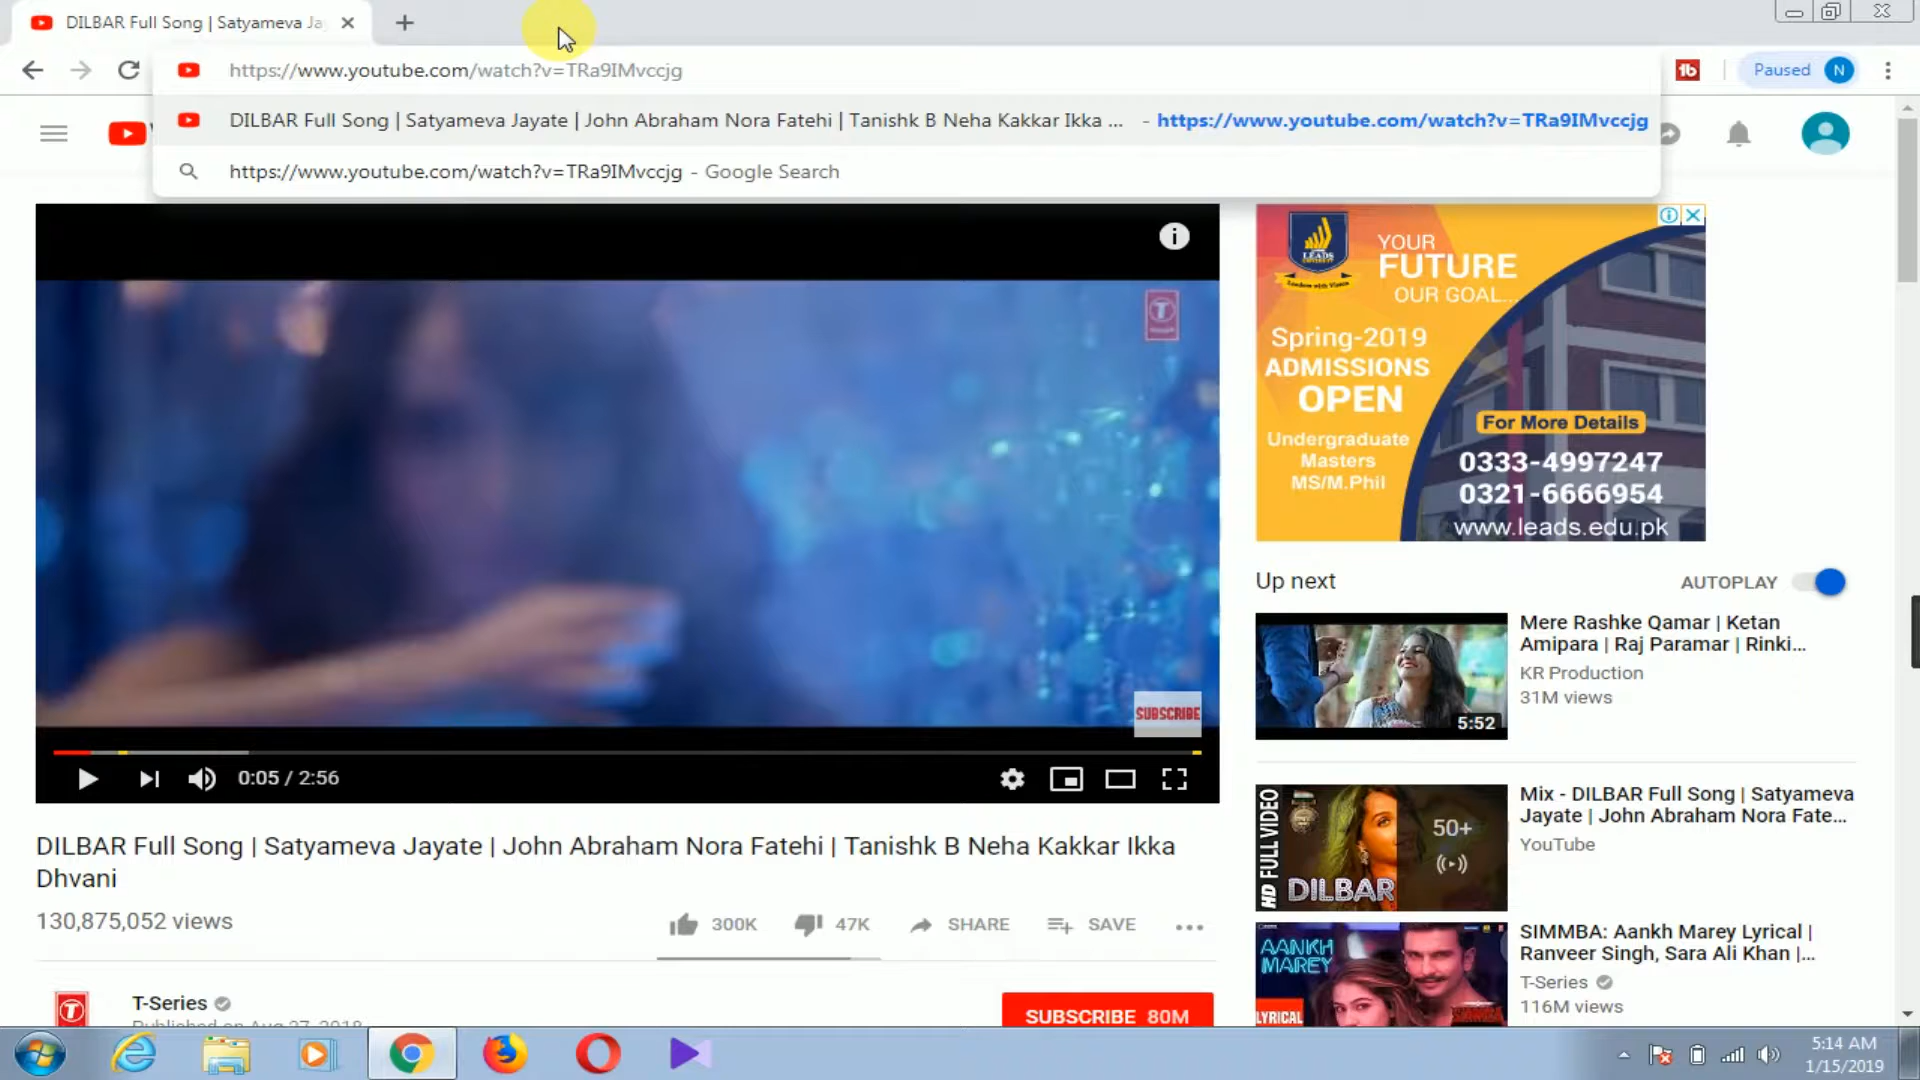 DILBAR Full Song | Satyameva Ja
https://www.youtube.com/watch?v=TRa9IMvccjg
Paused N
DILBAR Full Song | Satyameva Jayate | John Abraham Nora Fatehi | Tanishk B Neha Kakkar Ikka ... - https://www.youtube.com/watch?v=TRa9IMvccjg
https://www.youtube.com/watch?v=TRa9IMvccjg - Google Search
SUBSCRIBE
0:05 / 2:56
DILBAR Full Song | Satyameva Jayate | John Abraham Nora Fatehi | Tanishk B Neha Kakkar Ikka
Dhvani
130,875,052 views
300K 47K SHARE SAVE
T-Series
Published on Aug 27, 2018
SUBSCRIBE 80M
LEADS
YOUR
FUTURE
OUR GOAL...
Spring-2019
ADMISSIONS
OPEN
Undergraduate
Masters
MS/M.Phil
For More Details
0333-4997247
0321-6666954
www.leads.edu.pk
Up next
AUTOPLAY
5:52
Mere Rashke Qamar | Ketan
Amipara | Raj Paramar | Rinki...
KR Production
31M views
HD FULL VIDEO
DILBAR
50+
Mix - DILBAR Full Song | Satyameva
Jayate | John Abraham Nora Fate...
YouTube
AANKH
MAREY
LYRICAL
SIMMBA: Aankh Marey Lyrical |
Ranveer Singh, Sara Ali Khan |...
T-Series
116M views
5:14 AM
1/15/2019